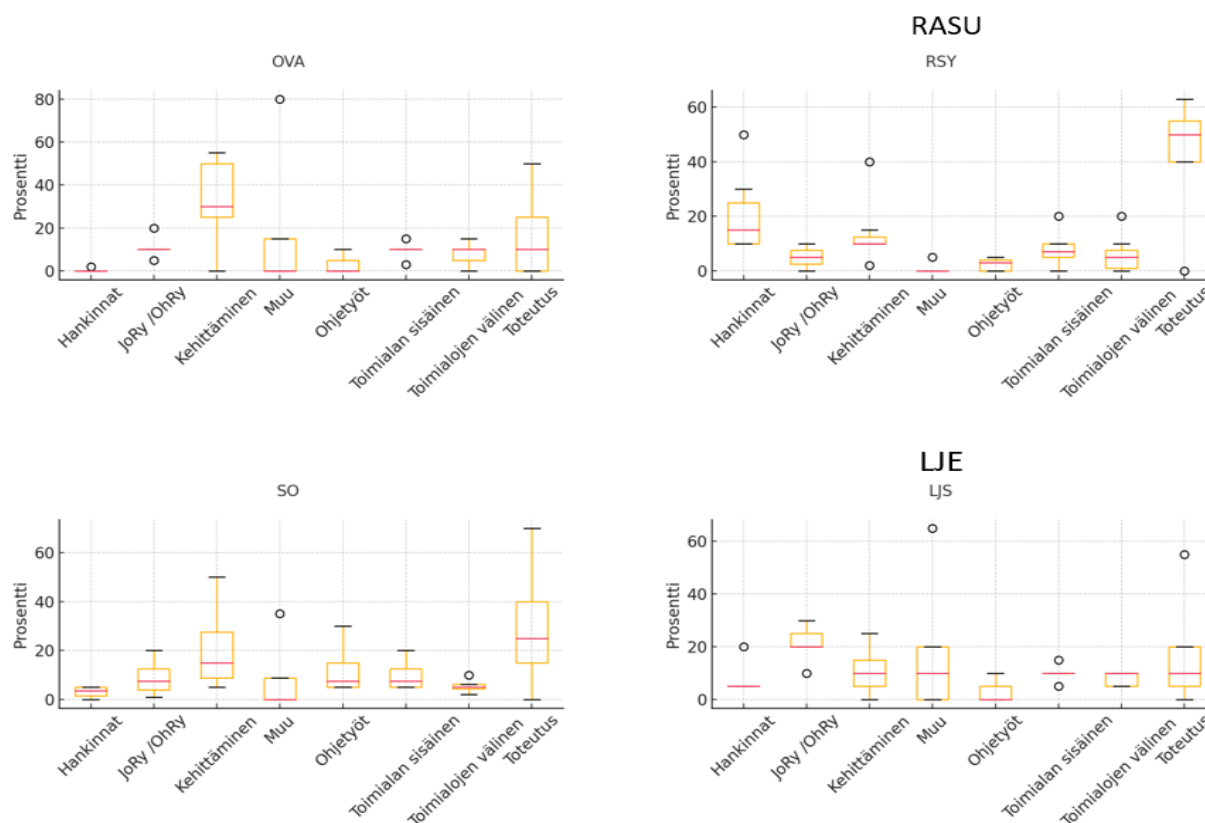 RASU
OVA
RSY
Prosentti
80
60
40
20
0
Hankinnat
JoRy /OhRy
Kehittäminen
Muu
Ohjetyöt
Toimialan sisäinen
Toimialojen välinen
Toteutus
Prosentti
60
40
20
0
Hankinnat
JoRy /OhRy
Kehittäminen
Muu
Ohjetyöt
Toimialan sisäinen
Toimialojen välinen
Toteutus
LJE
SO
LJS
Prosentti
60
40
20
0
Hankinnat
JoRy /OhRy
Kehittäminen
Muu
Ohjetyöt
Toimialan sisäinen
Toimialojen välinen
Toteutus
Prosentti
60
40
20
0
Hankinnat
JoRy /OhRy
Kehittäminen
Muu
Ohjetyöt
Toimialan sisäinen
Toimialojen välinen
Toteutus